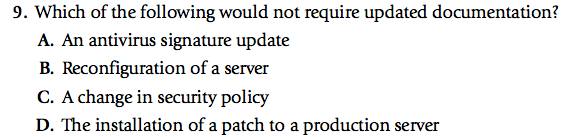 9. Which of the following would not require updated documentation?
A. An antivirus signature update
B. Reconfiguration of a server
C. A change in security policy
D. The installation of a patch to a production server